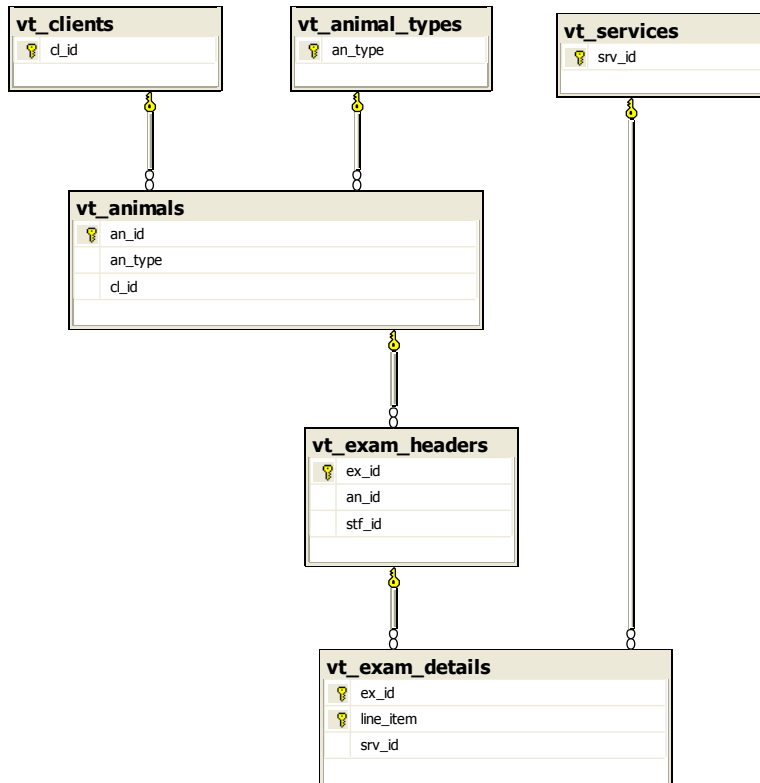 vt_clients
cl_id
vt_animal_types
an_type
vt_services
srv_id
vt_animals
an_id
an_type
cl_id
vt_exam_headers
ex_id
an_id
stf_id
vt_exam_details
ex_id
line_item
srv_id